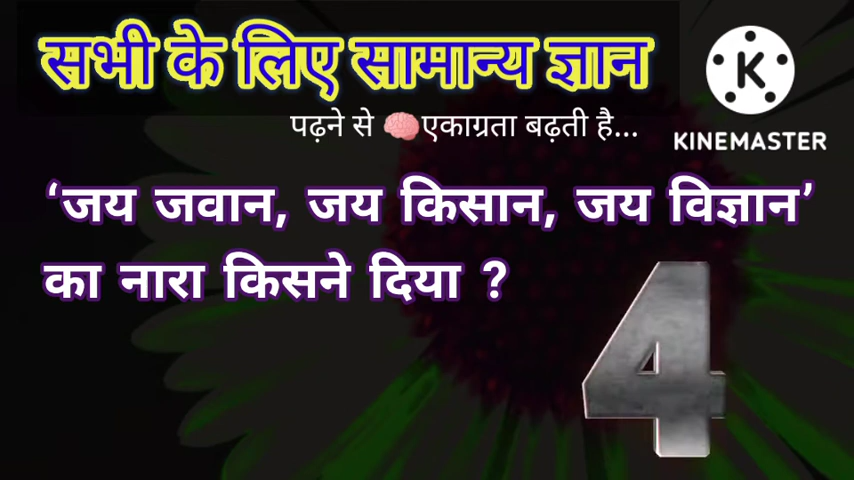 सभी के लिए सामान्य ज्ञान
पढ़ने से 🧠एकाग्रता बढ़ती है...
KINEMASTER
‘जय जवान, जय किसान, जय विज्ञान’
का नारा किसने दिया ?
4